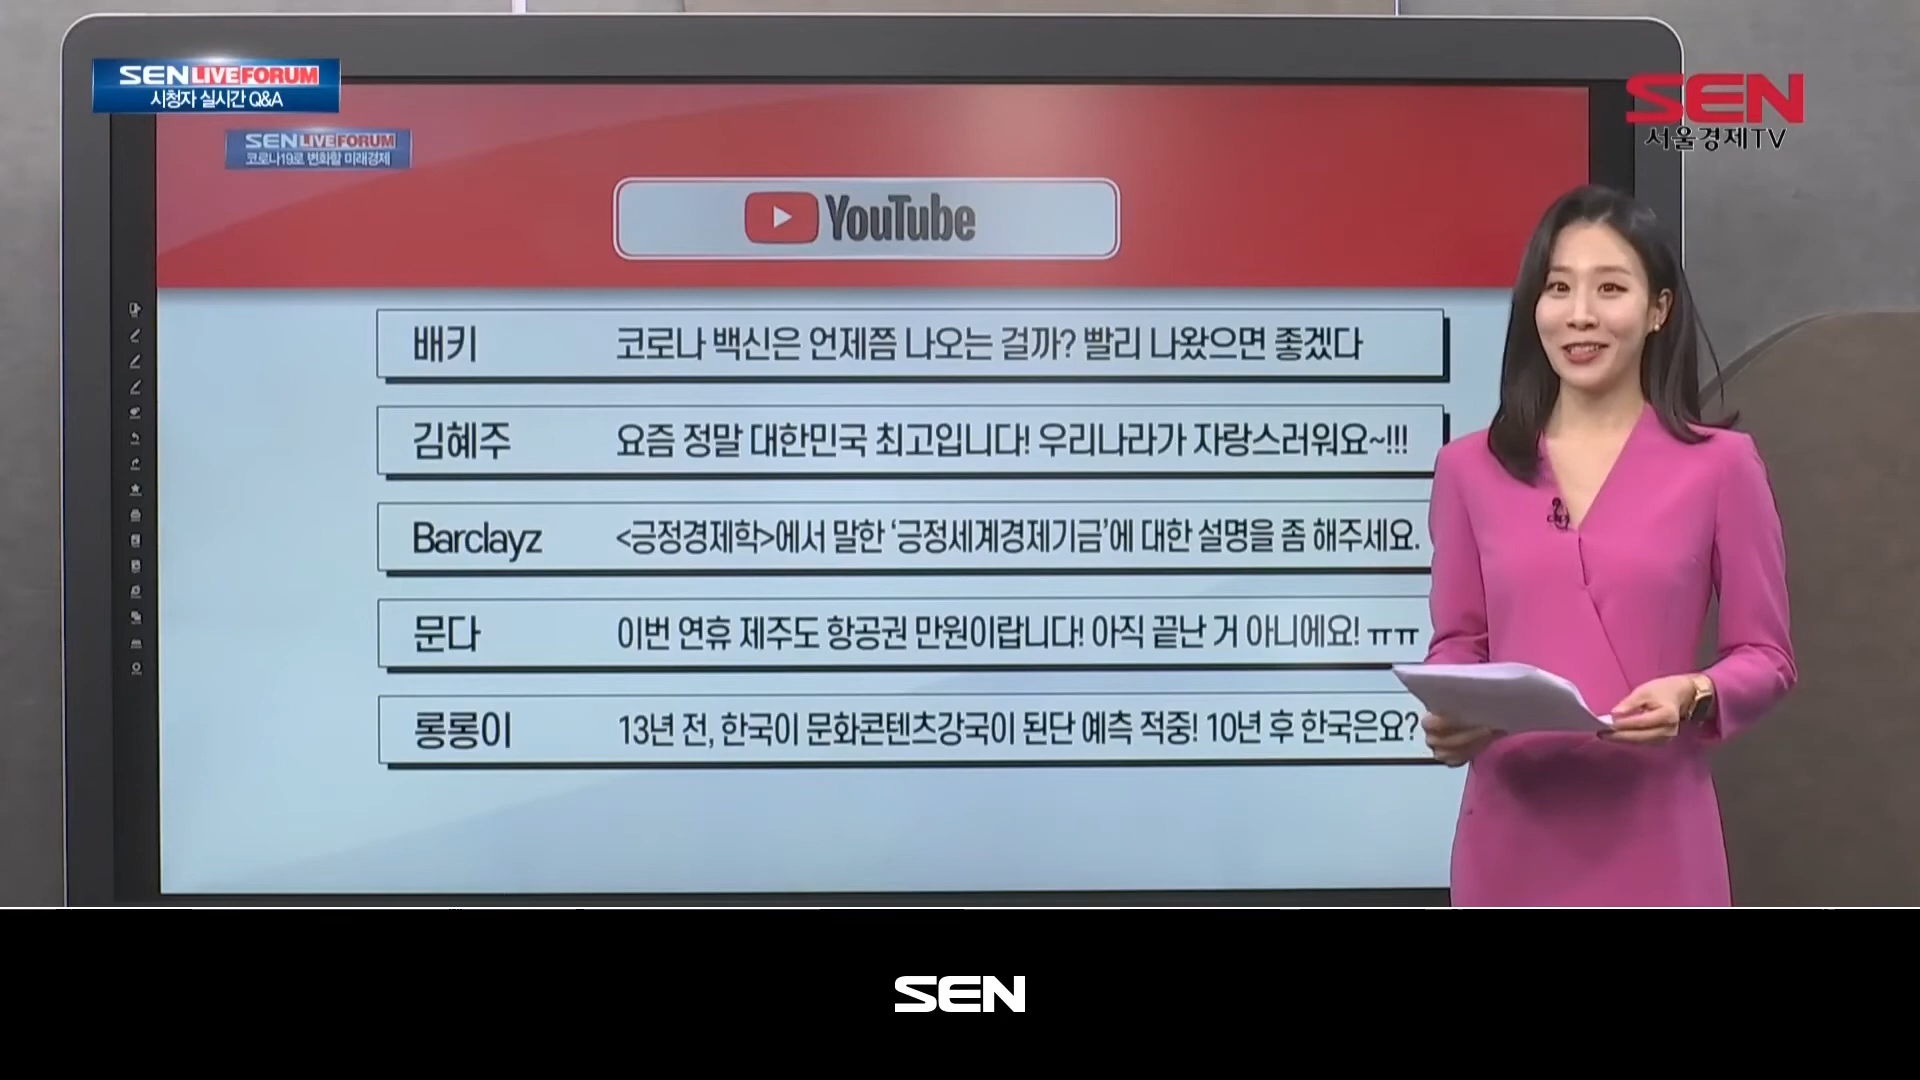 SEN LIVE FORUM
시청자 실시간 Q&A
SEN
서울경제TV
SEN LIVE FORUM
코로나19로 변화할 미래경제
YouTube
배키 코로나 백신은 언제쯤 나오는 걸까? 빨리 나왔으면 좋겠다
김혜주 요즘 정말 대한민국 최고입니다! 우리나라가 자랑스러워요~!!!
Barclayz <긍정경제학>에서 말한 ‘긍정세계경제기금’에 대한 설명을 좀 해주세요.
문다 이번 연휴 제주도 항공권 만원이랍니다! 아직 끝난 거 아니에요! ㅠㅠ
롱롱이 13년 전, 한국이 문화콘텐츠강국이 된단 예측 적중! 10년 후 한국은요?
SEN